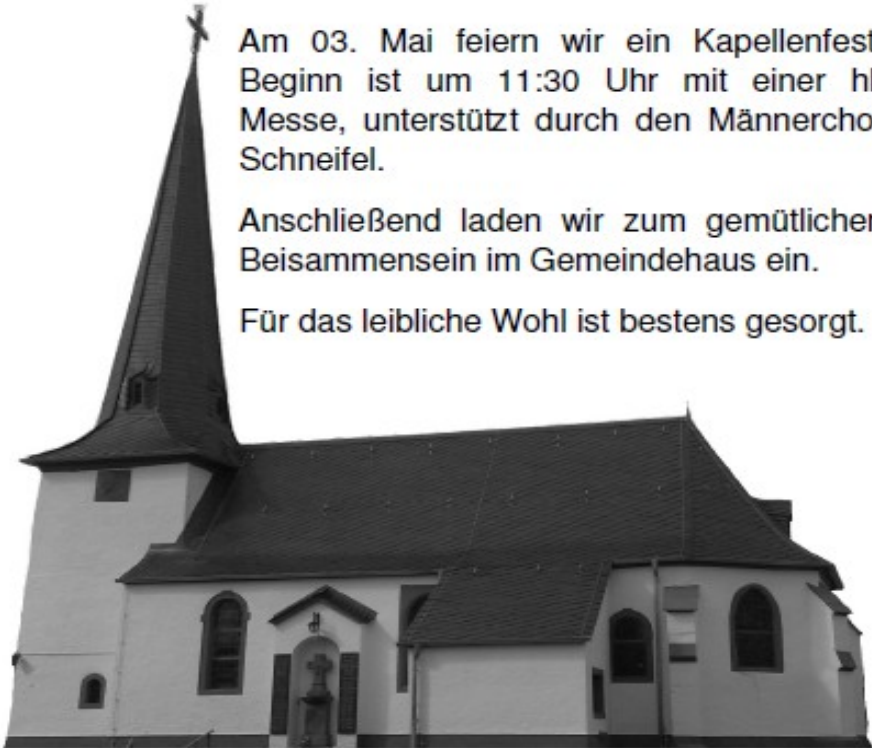 Am 03. Mai feiern wir ein Kapellenfest
Beginn ist um 11:30 Uhr mit einer hl
Messe, unterstützt durch den Männercho
Schneifel.
Anschließend laden wir zum gemütlichen
Beisammensein im Gemeindehaus ein.
Für das leibliche Wohl ist bestens gesorgt.